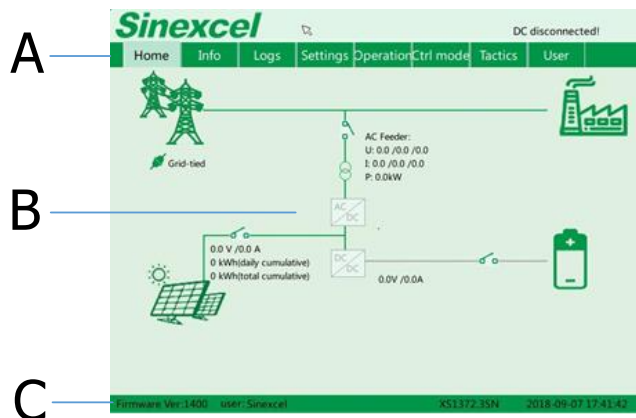 Sinexcel
DC disconnected!
A
Home Info Logs Settings Operation Ctrl mode Tactics User
AC Feeder:
U: 0.0 /0.0 /0.0
I: 0.0 /0.0 /0.0
P: 0.0kW
Grid-tied
B
AC
DC
0.0 V /0.0 A
0 kWh(daily cumulative)
0 kWh(total cumulative)
DC
DC
0.0V /0.0A
C
Firmware Ver:1400 user: Sinexcel XS1372.3SN 2018-09-07 17:41:42